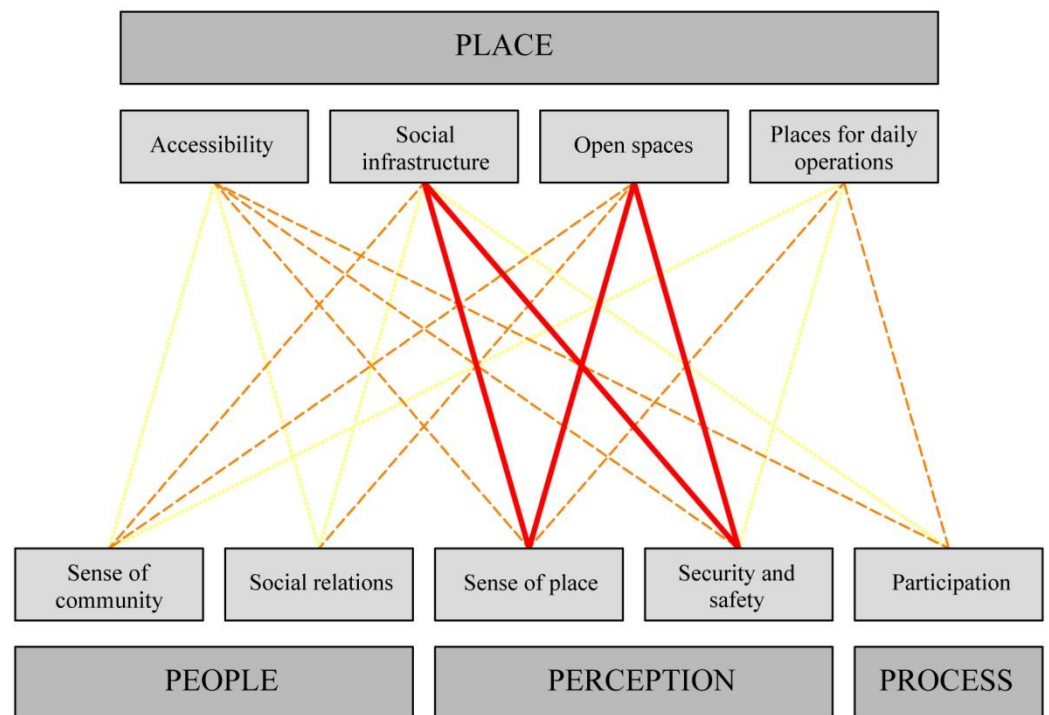 PLACE
Accessibility
Social
infrastructure
Open spaces
Places for daily
operations
Sense of
community
Social relations
Sense of place
Security and
safety
Participation
PEOPLE
PERCEPTION
PROCESS